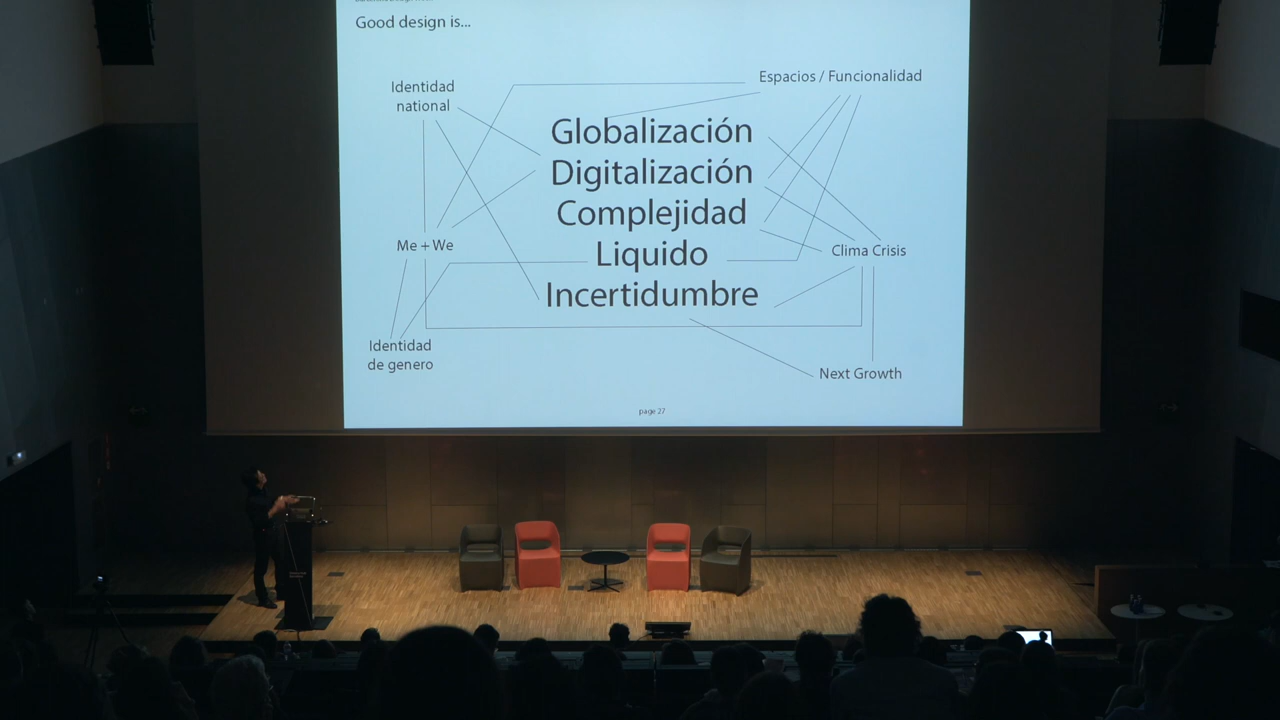 Good design is...
Identidad
national
Espacios / Funcionalidad
Globalización
Digitalización
Complejidad
Liquido
Incertidumbre
Me + We
Clima Crisis
Identidad
de genero
Next Growth
page 27